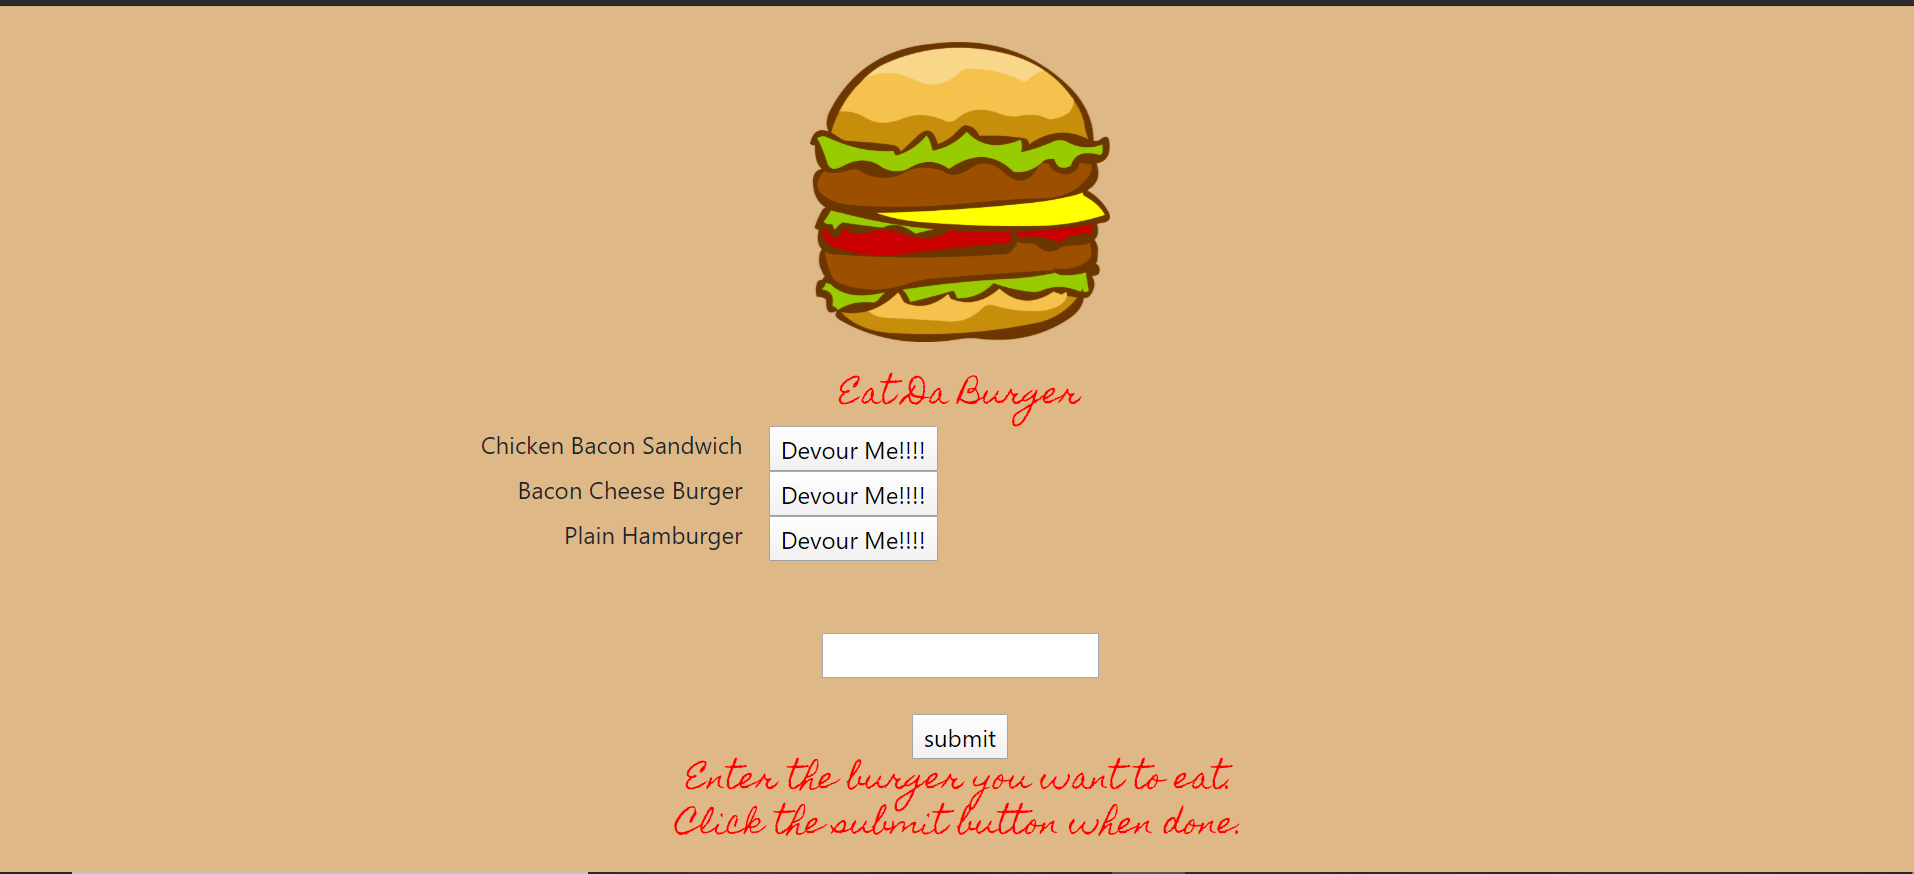 Eat Da Burger
Chicken Bacon Sandwich Devour Me!!!!
Bacon Cheese Burger Devour Me!!!!
Plain Hamburger Devour Me!!!!
submit
Enter the burger you want to eat.
Click the submit button when done.